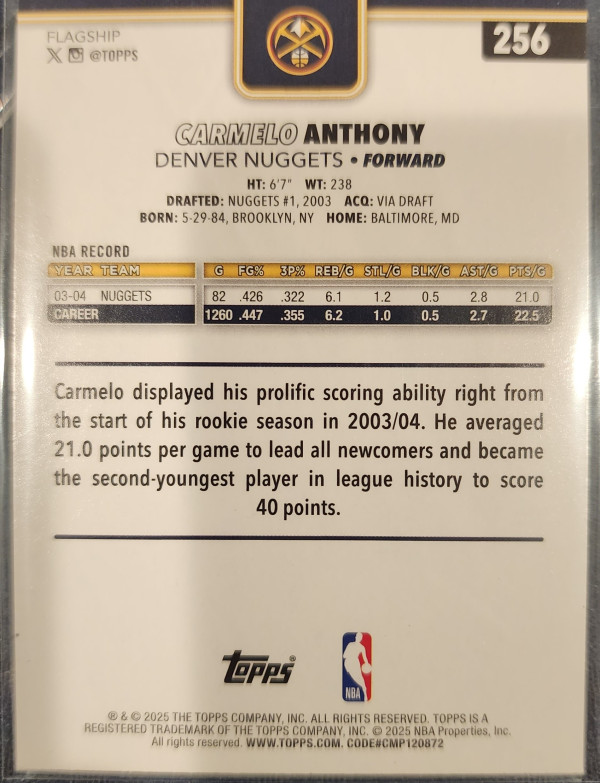 FLAGSHIP
256
X @TOPPS
CARMELO ANTHONY
DENVER NUGGETS • FORWARD
HT: 6'7" WT: 238
DRAFTED: NUGGETS #1, 2003 ACQ: VIA DRAFT
BORN: 5-29-84, BROOKLYN, NY HOME: BALTIMORE, MD
NBA RECORD
YEAR TEAM G FG% 3P% REB/G STL/G BLK/G AST/G PTS/G
03-04 NUGGETS 82 .426 .322 6.1 1.2 0.5 2.8 21.0
CAREER 1260 .447 .355 6.2 1.0 0.5 2.7 22.5
Carmelo displayed his prolific scoring ability right from
the start of his rookie season in 2003/04. He averaged
21.0 points per game to lead all newcomers and became
the second-youngest player in league history to score
40 points.
topps®
NBA
® & © 2025 THE TOPPS COMPANY, INC. ALL RIGHTS RESERVED. TOPPS IS A
REGISTERED TRADEMARK OF THE TOPPS COMPANY, INC. © 2025 NBA Properties, Inc.
All rights reserved. WWW.TOPPS.COM. CODE#CMP120872